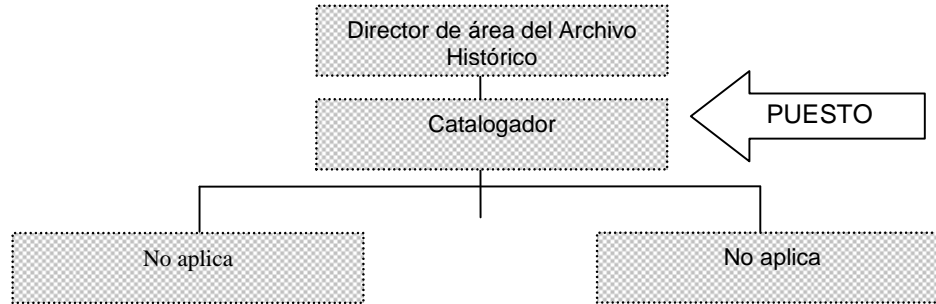 Director de área del Archivo
Histórico
Catalogador
PUESTO
No aplica
No aplica